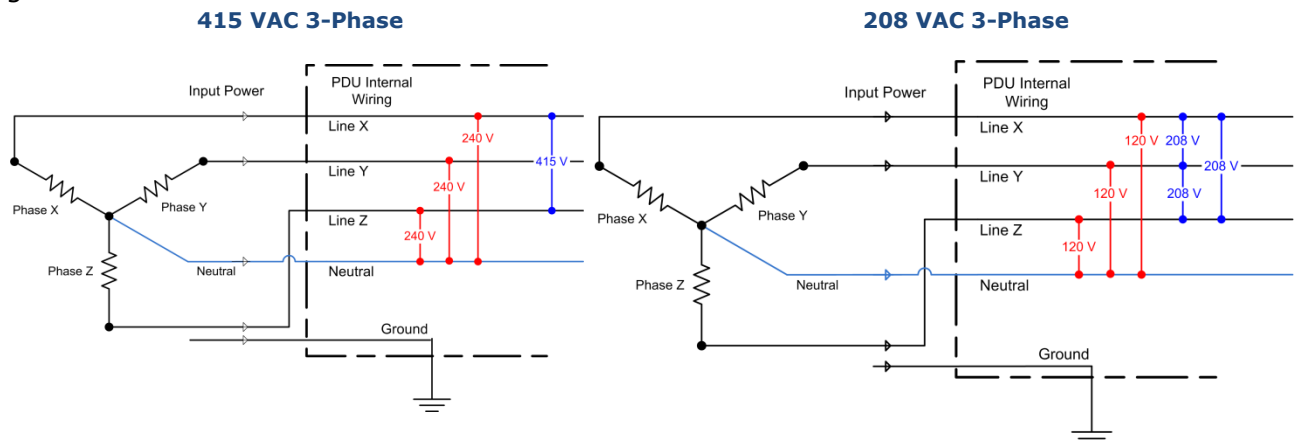 415 VAC 3-Phase
Input Power
PDU Internal
Wiring
Line X
240 V
Line Y
415 V
240 V
Phase X
Phase Y
Line Z
240 V
Phase Z
Neutral
Neutral
Ground
208 VAC 3-Phase
Input Power
PDU Internal
Wiring
Line X
120 V
208 V
208 V
Line Y
120 V
208 V
Phase X
Phase Y
Line Z
120 V
Phase Z
Neutral
Neutral
Ground